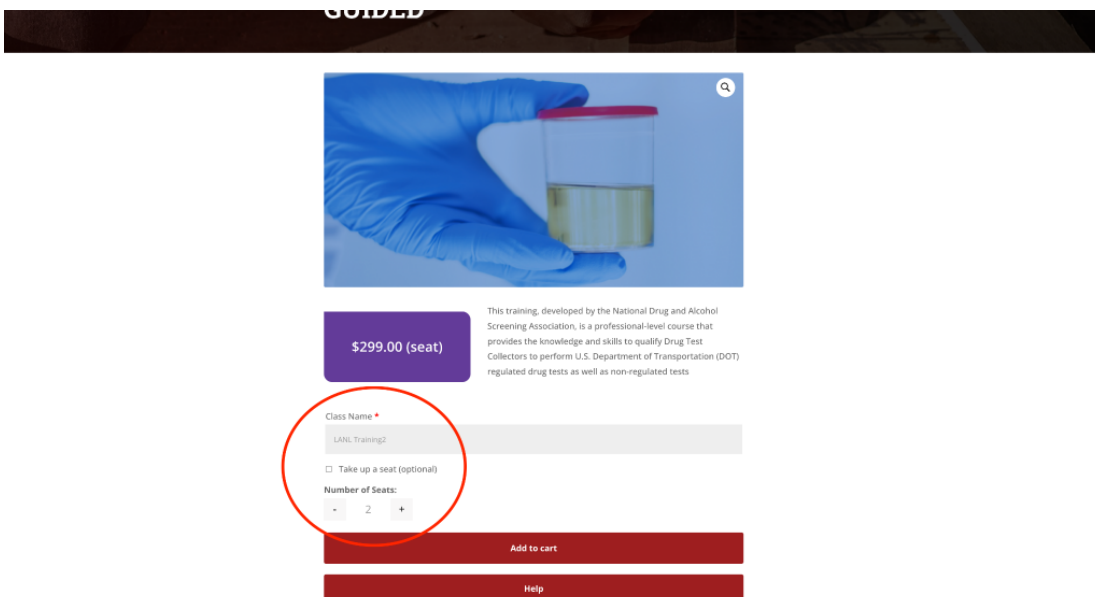 GUIDED
$299.00 (seat)
This training, developed by the National Drug and Alcohol
Screening Association, is a professional-level course that
provides the knowledge and skills to qualify Drug Test
Collectors to perform U.S. Department of Transportation (DOT)
regulated drug tests as well as non-regulated tests
Class Name *
LANL Training2
Take up a seat (optional)
Number of Seats:
- 2 +
Add to cart
Help